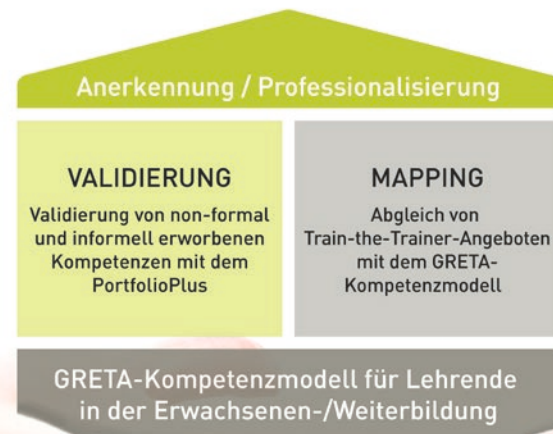 Anerkennung / Professionalisierung
VALIDIERUNG
Validierung von non-formal
und informell erworbenen
Kompetenzen mit dem
PortfolioPlus
MAPPING
Abgleich von
Train-the-Trainer-Angeboten
mit dem GRETA-
Kompetenzmodell
GRETA-Kompetenzmodell für Lehrende
in der Erwachsenen-/Weiterbildung